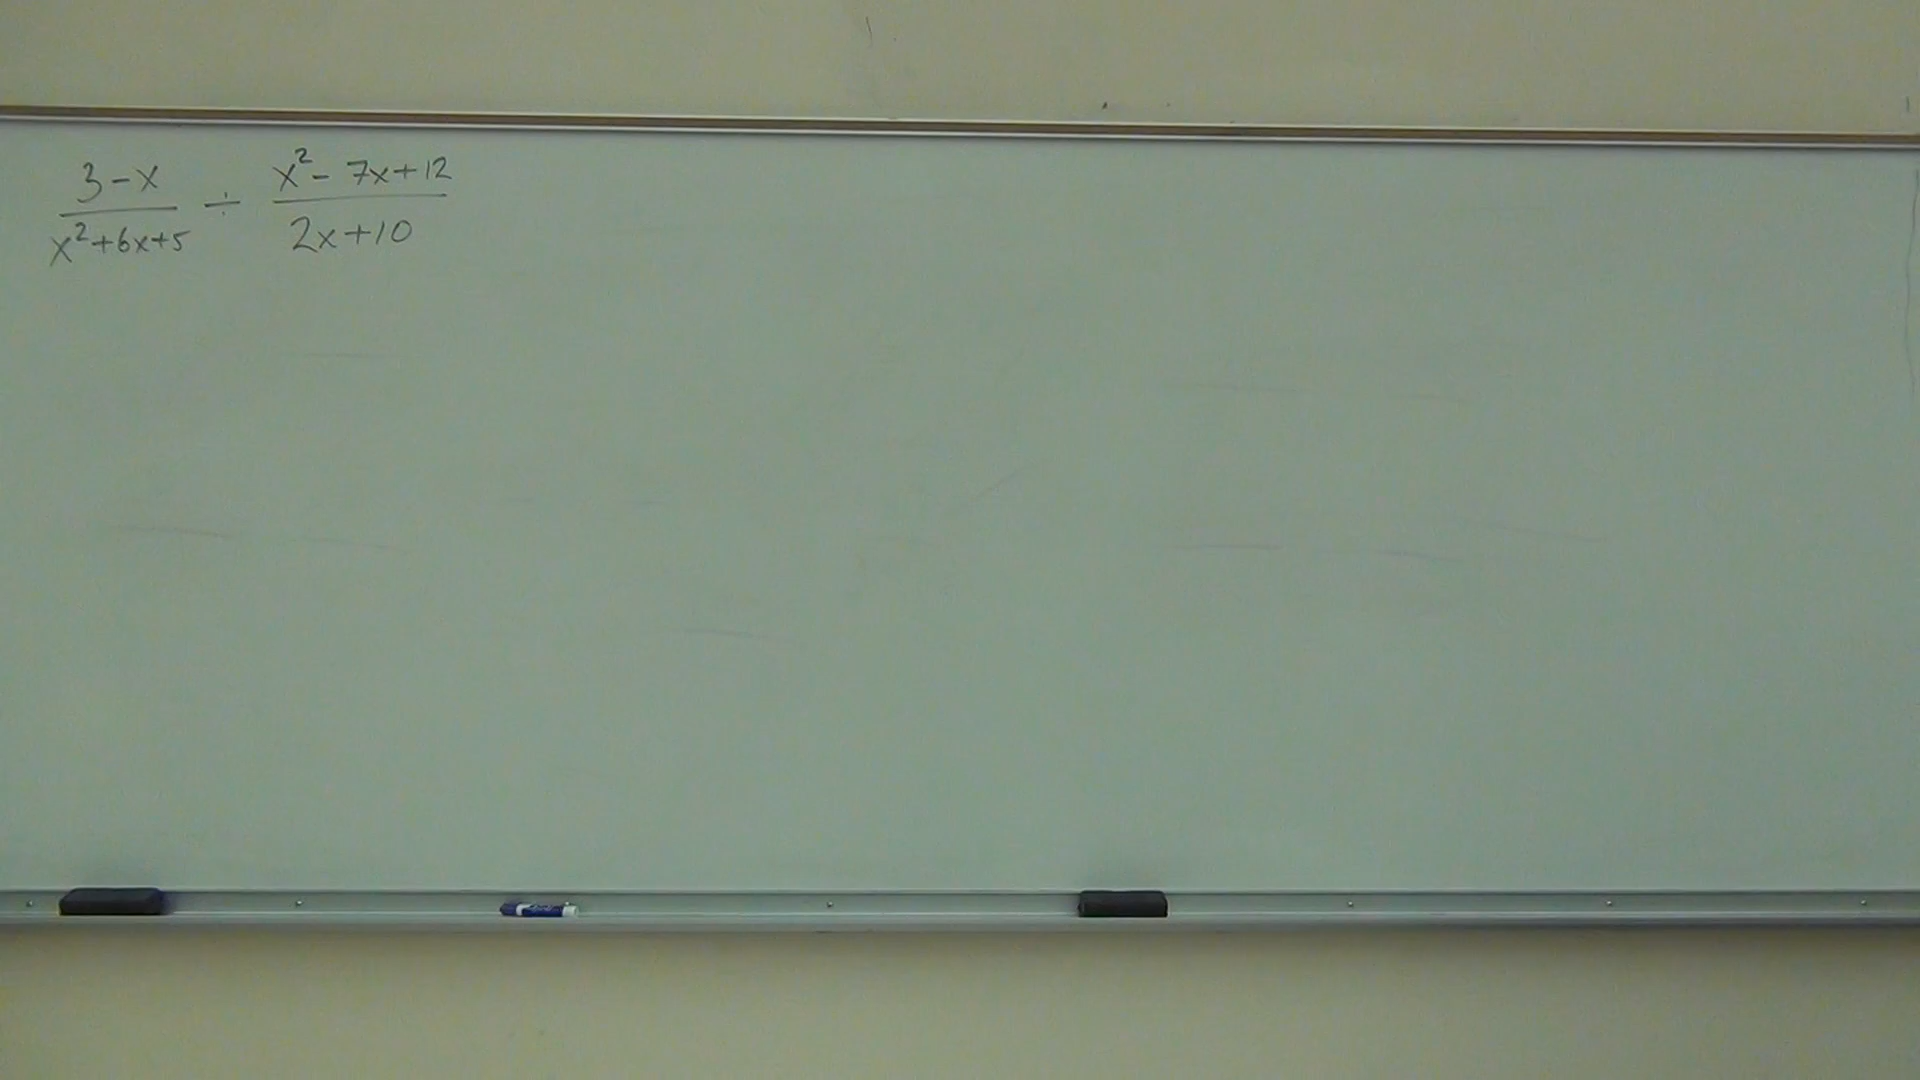 3-x / x²+6x+5 ÷ x²-7x+12 / 2x+10